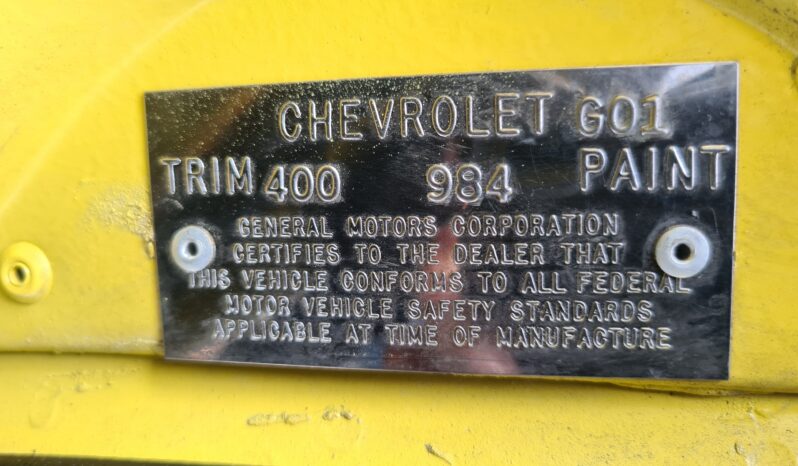 CHEVROLET G01
TRIM 400 984 PAINT
GENERAL MOTORS CORPORATION
CERTIFIES TO THE DEALER THAT
THIS VEHICLE CONFORMS TO ALL FEDERAL
MOTOR VEHICLE SAFETY STANDARDS
APPLICABLE AT TIME OF MANUFACTURE